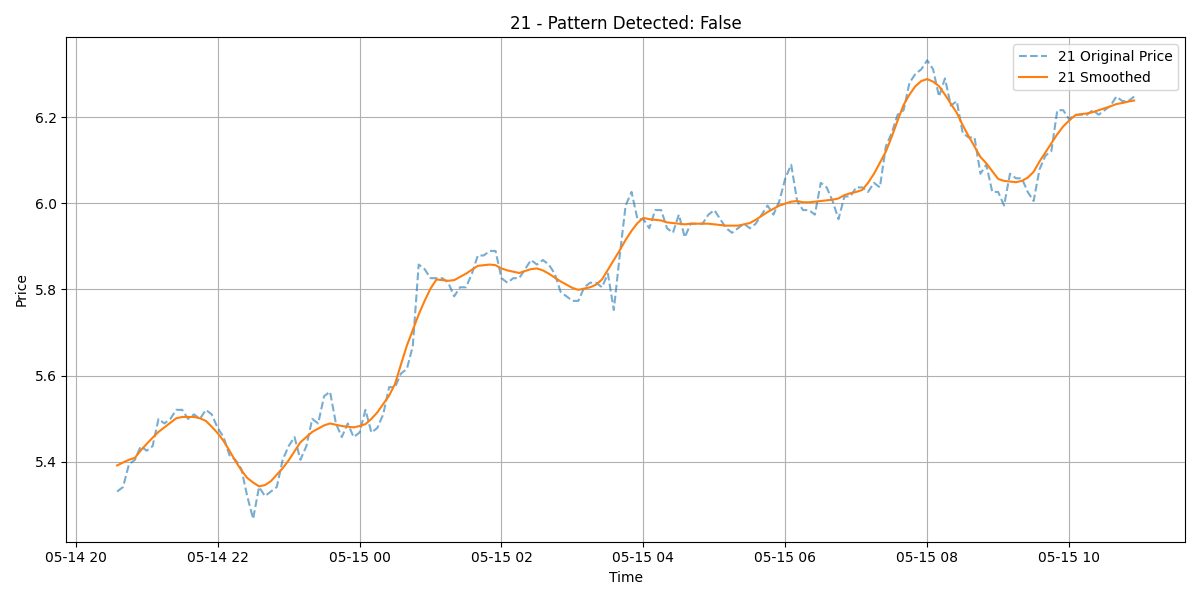 21 - Pattern Detected: False
21 Original Price
21 Smoothed
6.2
6.0
5.8
5.6
5.4
Price
05-14 20
05-14 22
05-15 00
05-15 02
05-15 04
05-15 06
05-15 08
05-15 10
Time